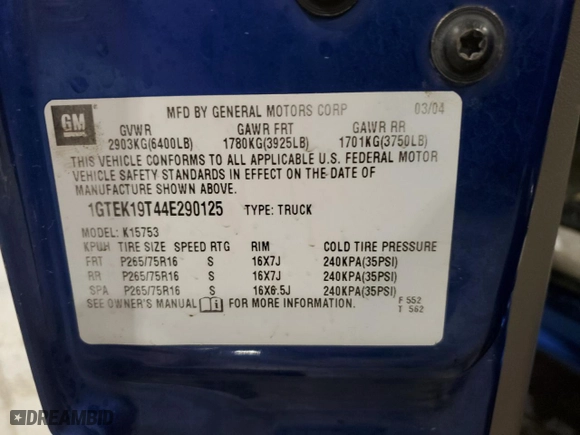 GM
MFD BY GENERAL MOTORS CORP 03/04
GVWR GAWR FRT GAWR RR
2903KG(6400LB) 1780KG(3925LB) 1701KG(3750LB)
THIS VEHICLE CONFORMS TO ALL APPLICABLE U.S. FEDERAL MOTOR
VEHICLE SAFETY STANDARDS IN EFFECT ON THE DATE OF
MANUFACTURE SHOWN ABOVE.
1GTEK19T44E290125 TYPE: TRUCK
MODEL: K15753
TIRE SIZE SPEED RTG RIM COLD TIRE PRESSURE
FRT P265/75R16 S 16X7J 240KPA(35PSI)
RR P265/75R16 S 16X7J 240KPA(35PSI)
SPA P265/75R16 S 16X6.5J 240KPA(35PSI)
SEE OWNER'S MANUAL FOR MORE INFORMATION.
F 552
T 562
DREAMBID